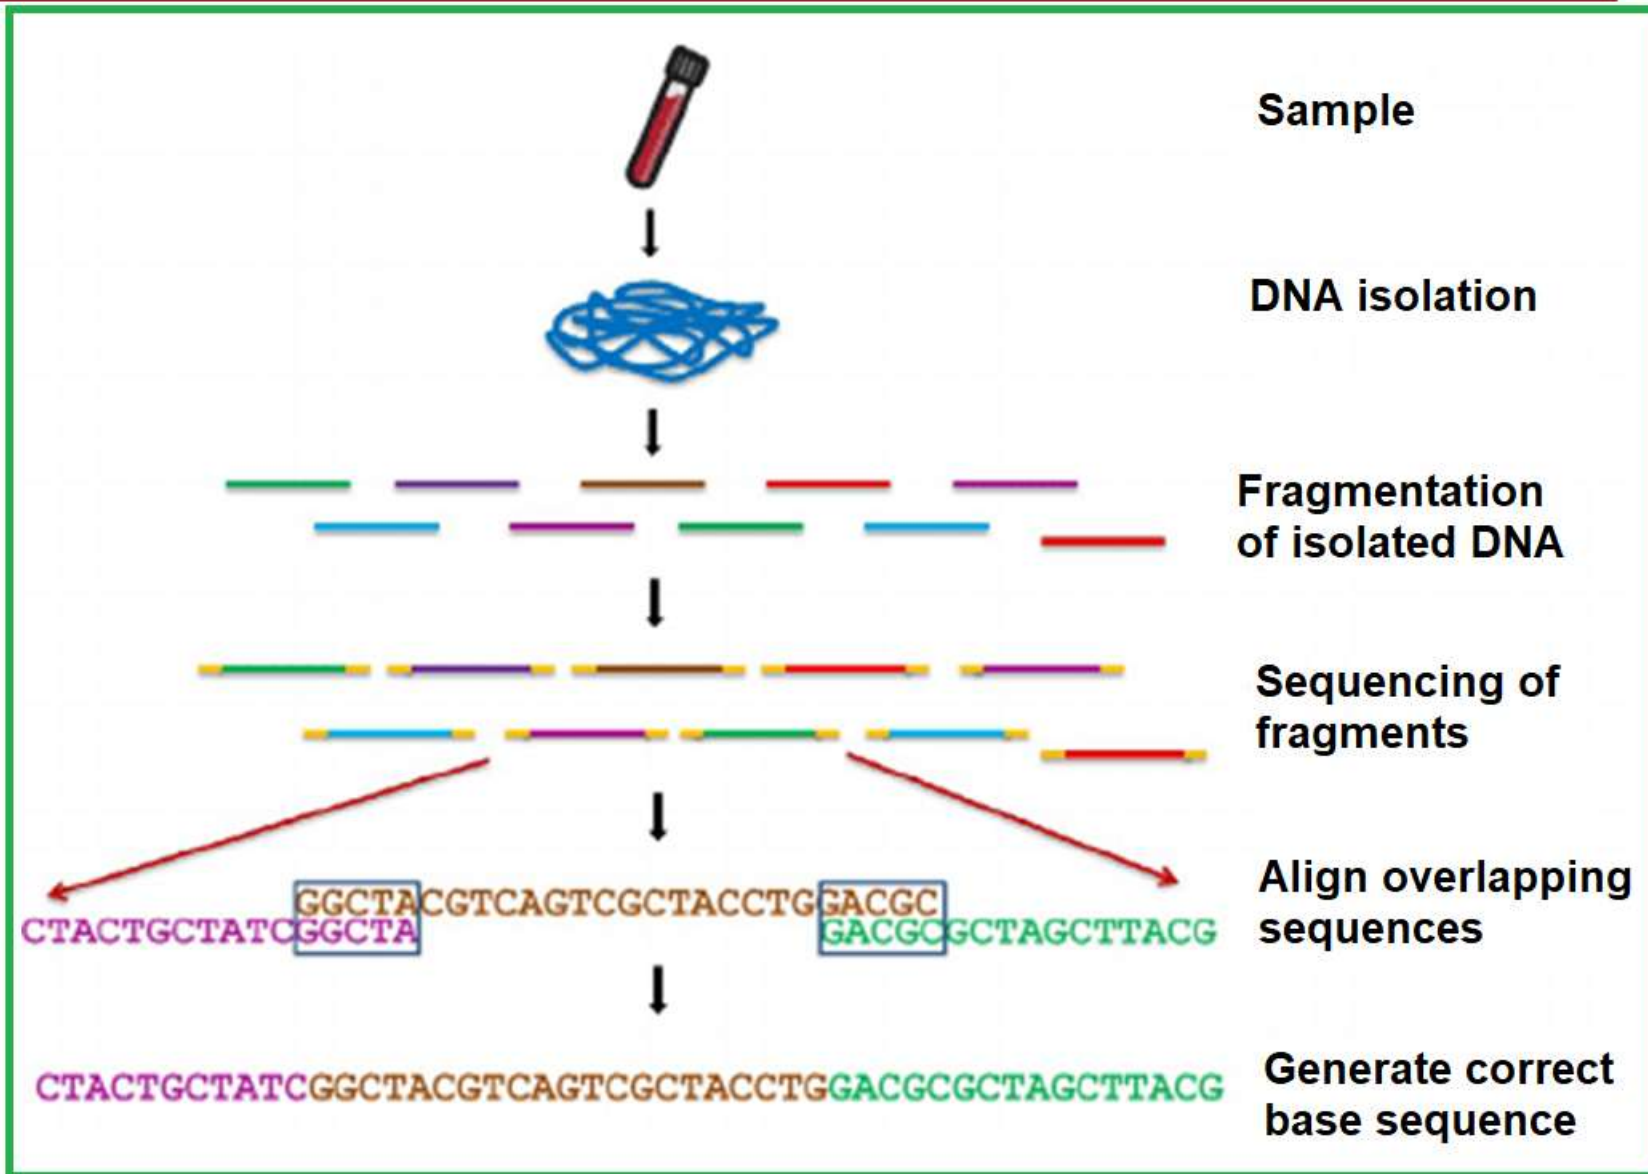 Sample
DNA isolation
Fragmentation
of isolated DNA
Sequencing of
fragments
Align overlapping
sequences
GGCTACGTCAGTCGCTACCTGGACGC
CTACTGCTATCGGCTA
GACGCGCTAGCTTACG
CTACTGCTATCGGCTACGTCAGTCGCTACCTGGACGCGCTAGCTTACG
Generate correct
base sequence